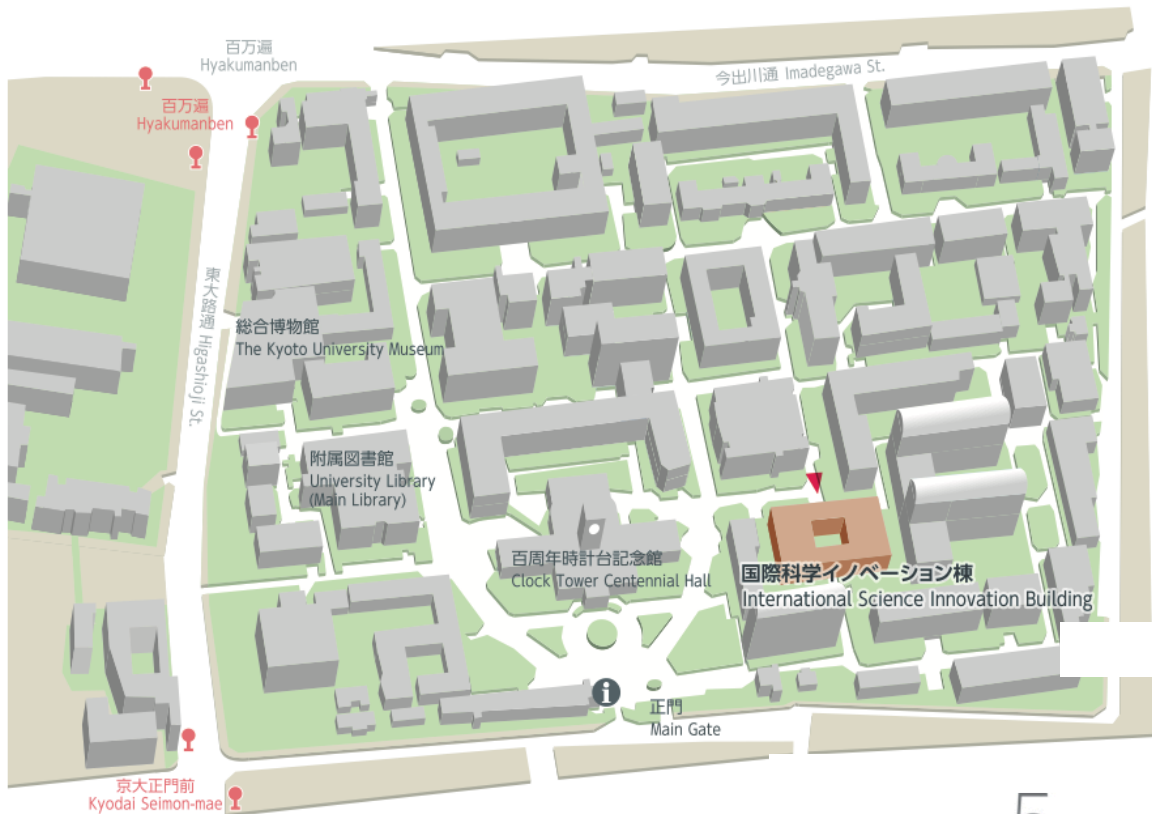 百万遍
Hyakumanben
今出川通 Imadegawa St.
百万遍
Hyakumanben
東大路通 Higashioji St.
総合博物館
The Kyoto University Museum
附属図書館
University Library
(Main Library)
百周年時計台記念館
Clock Tower Centennial Hall
国際科学イノベーション棟
International Science Innovation Building
i
正門
Main Gate
京大正門前
Kyodai Seimon-mae